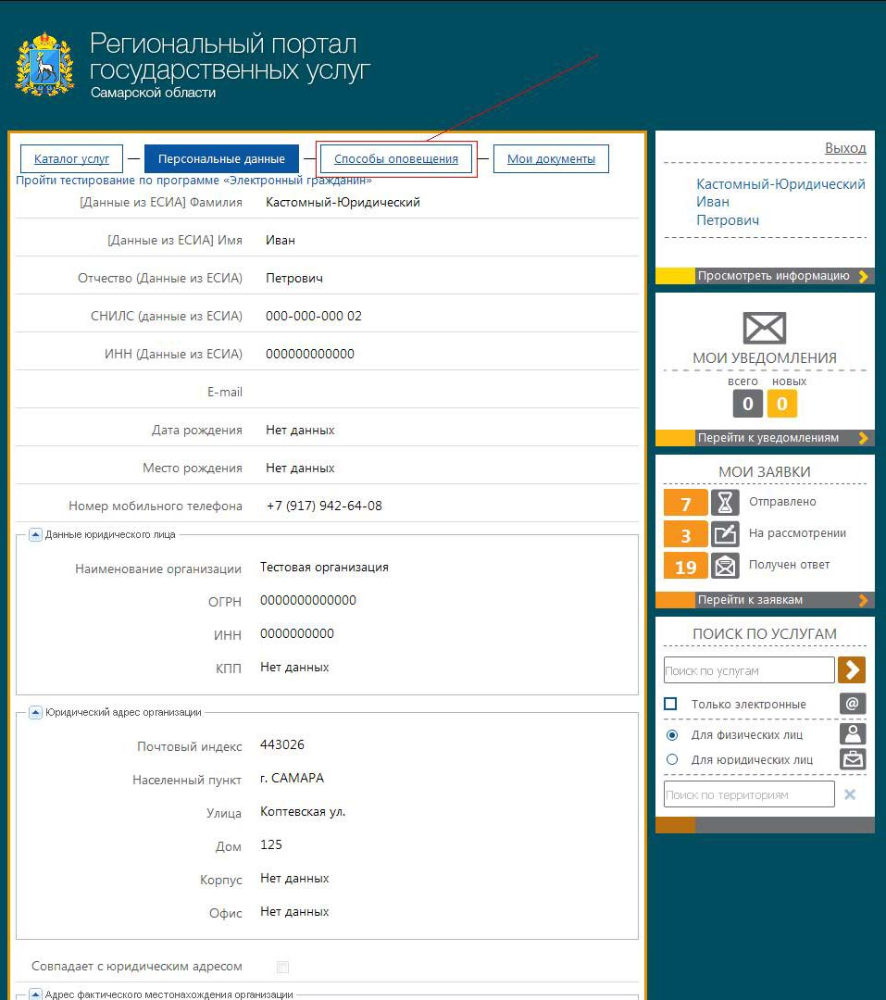 Региональный портал
государственных услуг
Самарской области
Каталог услуг
Персональные данные
Способы оповещения
Мои документы
Пройти тестирование по программе «Электронный гражданин»
[Данные из ЕСИА] Фамилия Кастомный-Юридический
[Данные из ЕСИА] Имя Иван
Отчество (Данные из ЕСИА) Петрович
СНИЛС (данные из ЕСИА) 000-000-000 02
ИНН (Данные из ЕСИА) 000000000000
E-mail
Дата рождения Нет данных
Место рождения Нет данных
Номер мобильного телефона +7 (917) 942-64-08
Данные юридического лица
Наименование организации Тестовая организация
ОГРН 0000000000000
ИНН 0000000000
КПП Нет данных
Юридический адрес организации
Почтовый индекс 443026
Населенный пункт г. САМАРА
Улица Коптевская ул.
Дом 125
Корпус Нет данных
Офис Нет данных
Совпадает с юридическим адресом
Адрес фактического местонахождения организации
Выход
Кастомный-Юридический
Иван
Петрович
Просмотреть информацию
МОИ УВЕДОМЛЕНИЯ
всего новых
0 0
Перейти к уведомлениям
МОИ ЗАЯВКИ
7 Отправлено
3 На рассмотрении
19 Получен ответ
Перейти к заявкам
ПОИСК ПО УСЛУГАМ
Поиск по услугам
Только электронные @
Для физических лиц
Для юридических лиц
Поиск по территориям